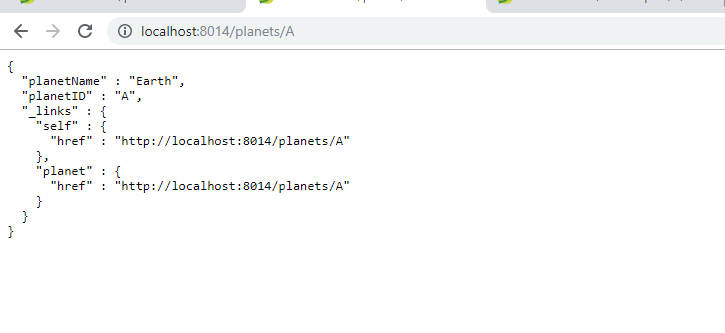 localhost:8014/planets/A
{
  "planetName" : "Earth",
  "planetID" : "A",
  "_links" : {
    "self" : {
      "href" : "http://localhost:8014/planets/A"
    },
    "planet" : {
      "href" : "http://localhost:8014/planets/A"
    }
  }
}